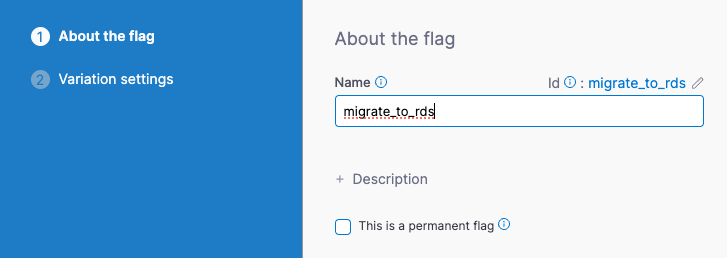 1 About the flag
2 Variation settings
About the flag
Name Id : migrate_to_rds
migrate_to_rds
+ Description
This is a permanent flag